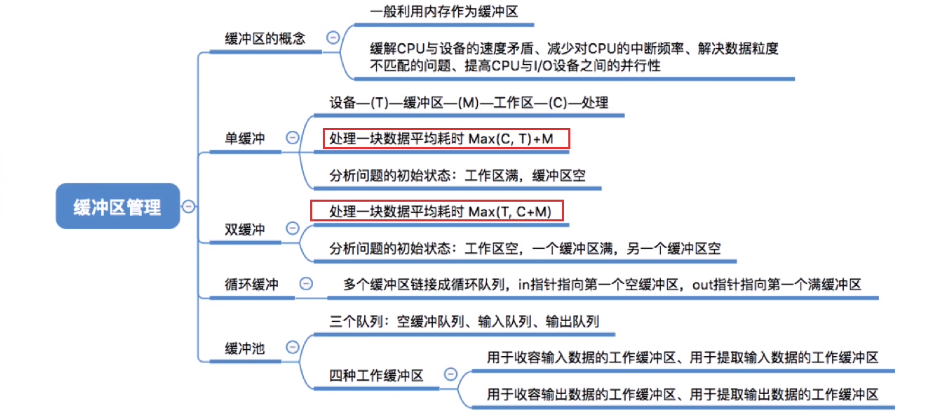 缓冲区管理
缓冲区的概念
一般利用内存作为缓冲区
缓解CPU与设备的速度矛盾、减少对CPU的中断频率、解决数据粒度
不匹配的问题、提高CPU与I/O设备之间的并行性
单缓冲
设备—(T)—缓冲区—(M)—工作区—(C)—处理
处理一块数据平均耗时 Max(C, T)+M
分析问题的初始状态：工作区满，缓冲区空
双缓冲
处理一块数据平均耗时 Max(T, C+M)
分析问题的初始状态：工作区空，一个缓冲区满，另一个缓冲区空
循环缓冲
多个缓冲区链接成循环队列，in指针指向第一个空缓冲区，out指针指向第一个满缓冲区
缓冲池
三个队列：空缓冲队列、输入队列、输出队列
四种工作缓冲区
用于收容输入数据的工作缓冲区、用于提取输入数据的工作缓冲区
用于收容输出数据的工作缓冲区、用于提取输出数据的工作缓冲区